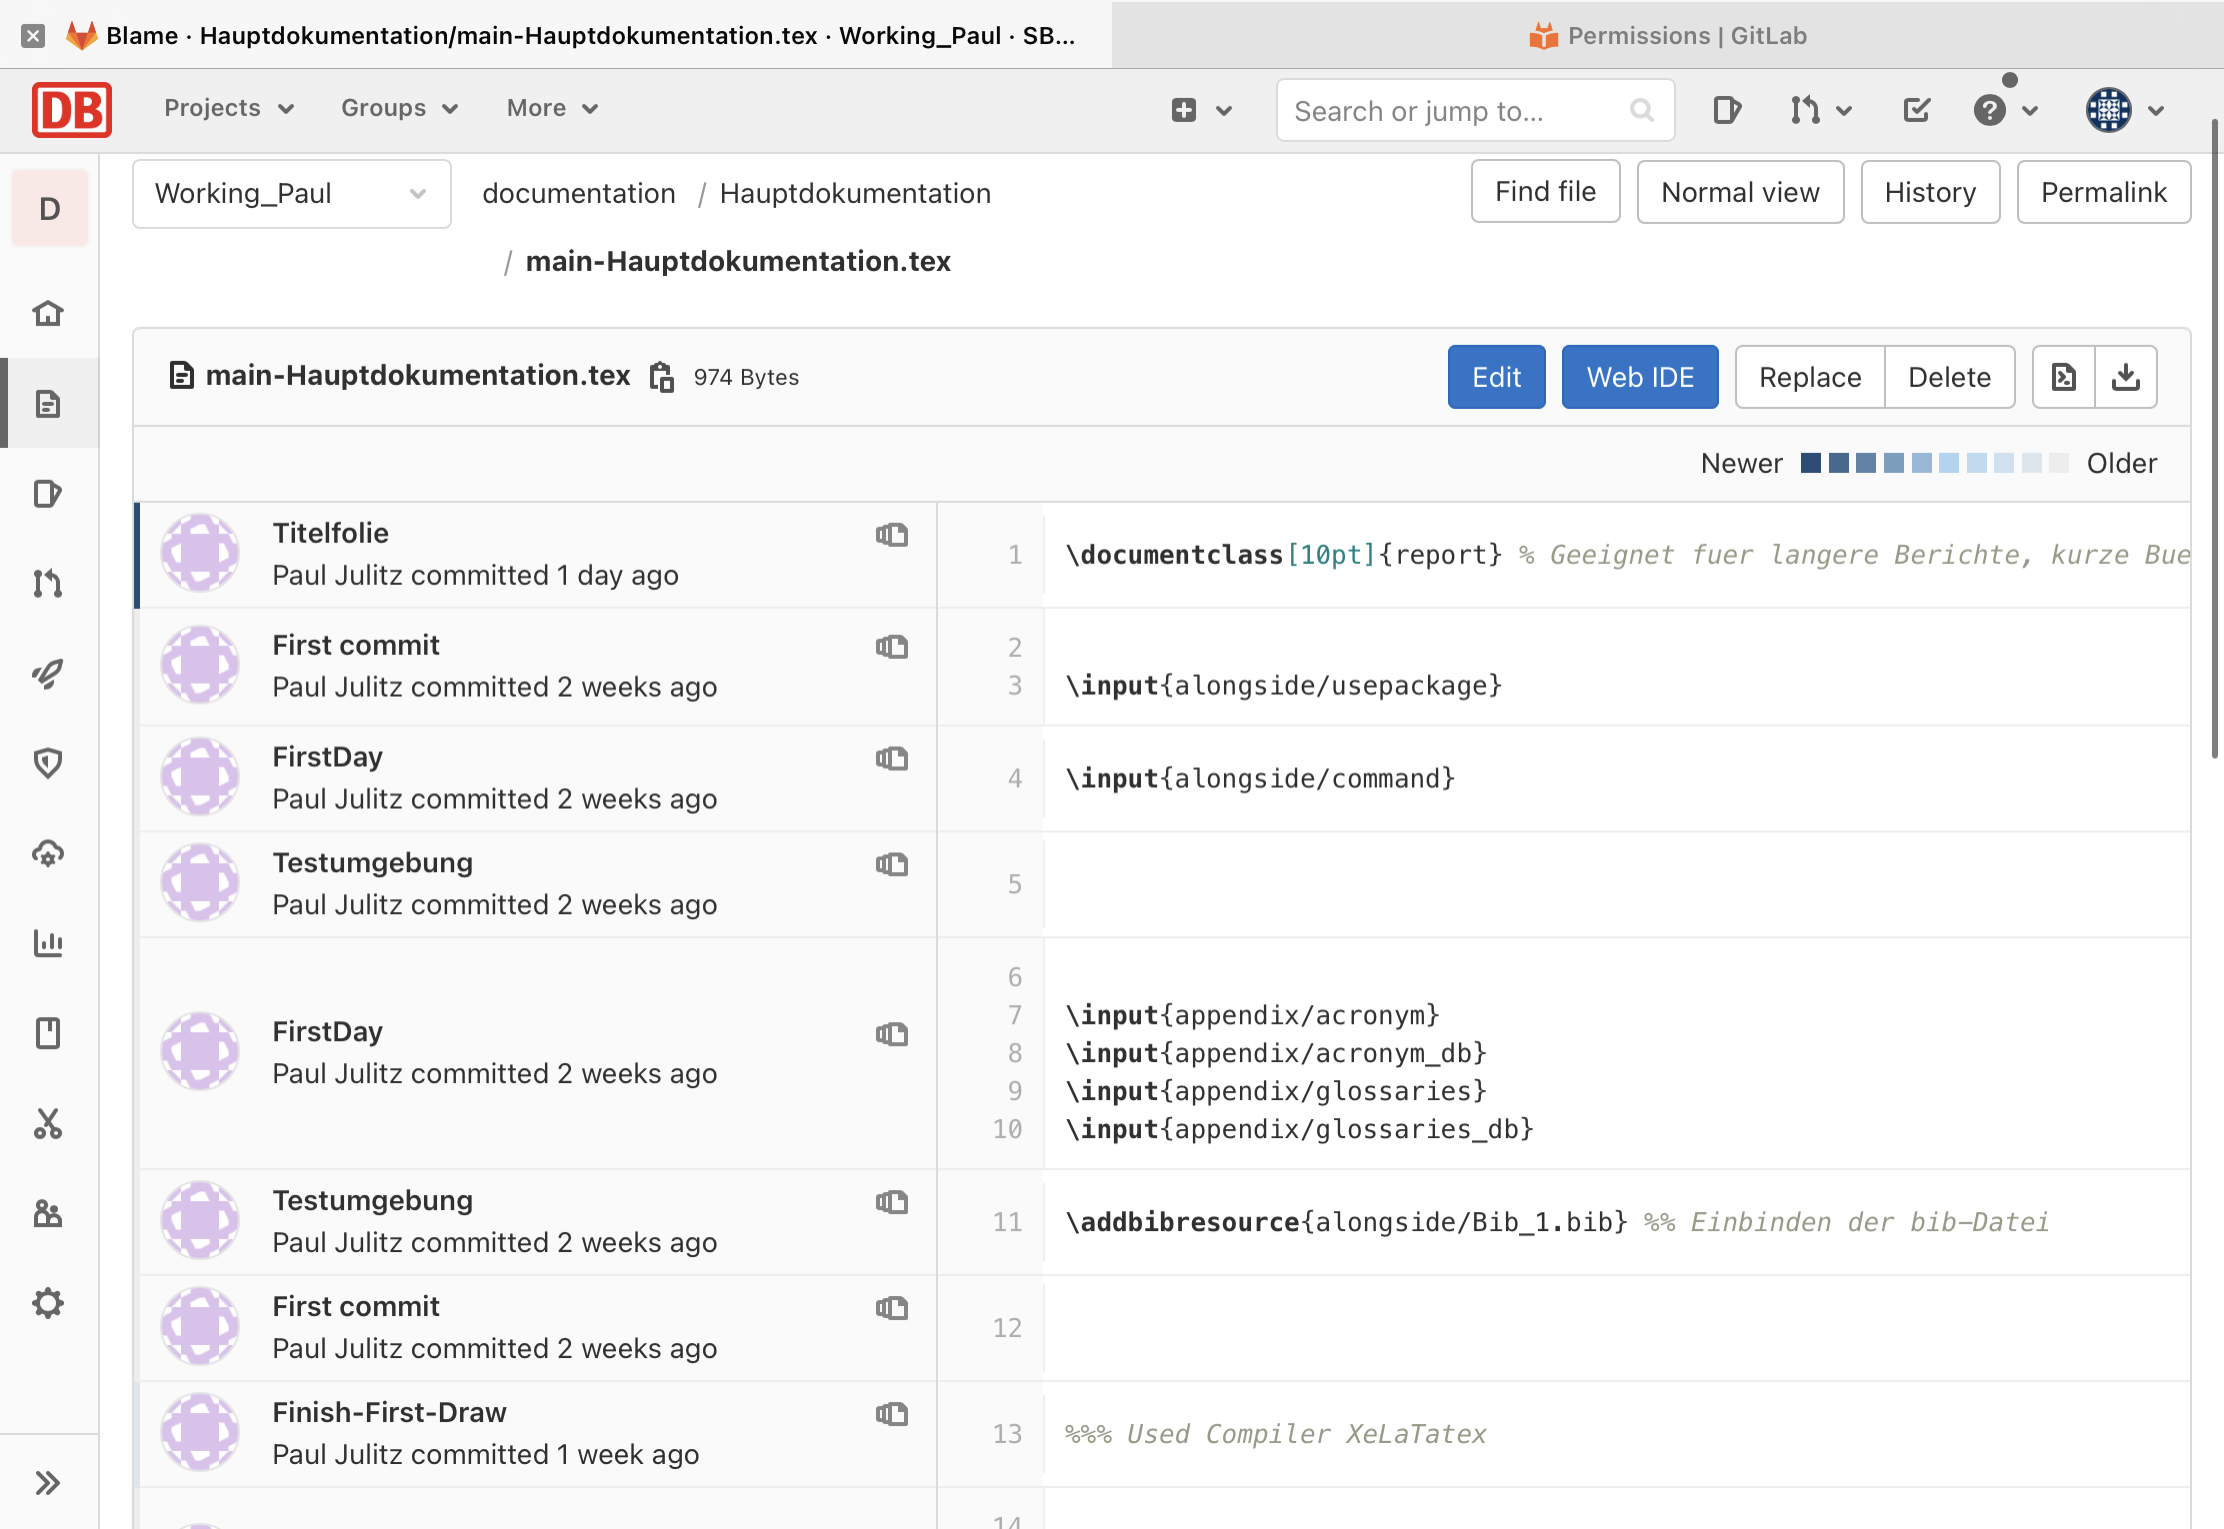 Blame · Hauptdokumentation/main-Hauptdokumentation.tex · Working_Paul · SB...
Permissions | GitLab
DB
Projects
Groups
More
Search or jump to...
D
Working_Paul
documentation / Hauptdokumentation
/ main-Hauptdokumentation.tex
Find file
Normal view
History
Permalink
main-Hauptdokumentation.tex
974 Bytes
Edit
Web IDE
Replace
Delete
Newer
Older
Titelfolie
Paul Julitz committed 1 day ago
1 \documentclass[10pt]{report} % Geeignet fuer langere Berichte, kurze Bue
First commit
Paul Julitz committed 2 weeks ago
2
3 \input{alongside/usepackage}
FirstDay
Paul Julitz committed 2 weeks ago
4 \input{alongside/command}
Testumgebung
Paul Julitz committed 2 weeks ago
5
FirstDay
Paul Julitz committed 2 weeks ago
6
7 \input{appendix/acronym}
8 \input{appendix/acronym_db}
9 \input{appendix/glossaries}
10 \input{appendix/glossaries_db}
Testumgebung
Paul Julitz committed 2 weeks ago
11 \addbibresource{alongside/Bib_1.bib} %% Einbinden der bib-Datei
First commit
Paul Julitz committed 2 weeks ago
12
Finish-First-Draw
Paul Julitz committed 1 week ago
13 %%% Used Compiler XeLaTatex
14